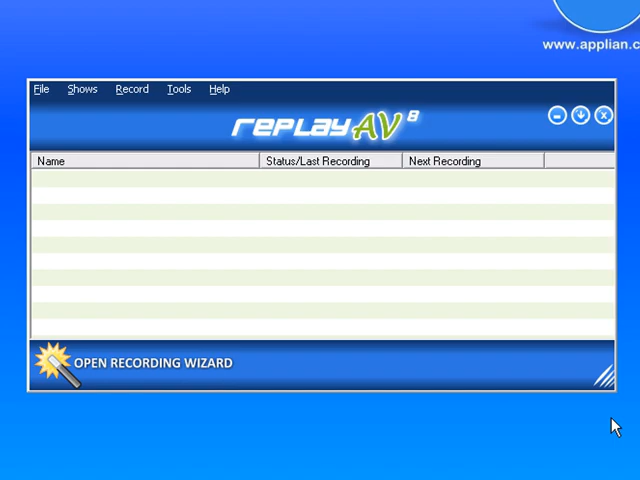 www.applian.c
File Shows Record Tools Help
Replay AV 8
Name Status/Last Recording Next Recording
OPEN RECORDING WIZARD